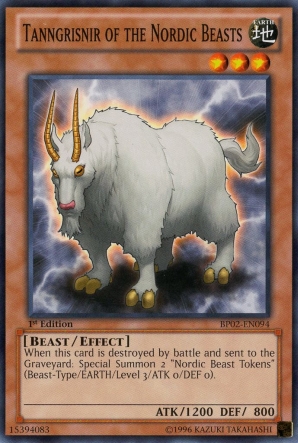 Tanngrisnir of the Nordic Beasts
EARTH
地
1st Edition
BP02-EN094
[Beast / Effect]
When this card is destroyed by battle and sent to
the Graveyard: Special Summon 2 "Nordic Beast Tokens"
(Beast-Type/EARTH/Level 3/ATK 0/DEF 0).
ATK/1200 DEF/ 800
15394083
©1996 KAZUKI TAKAHASHI